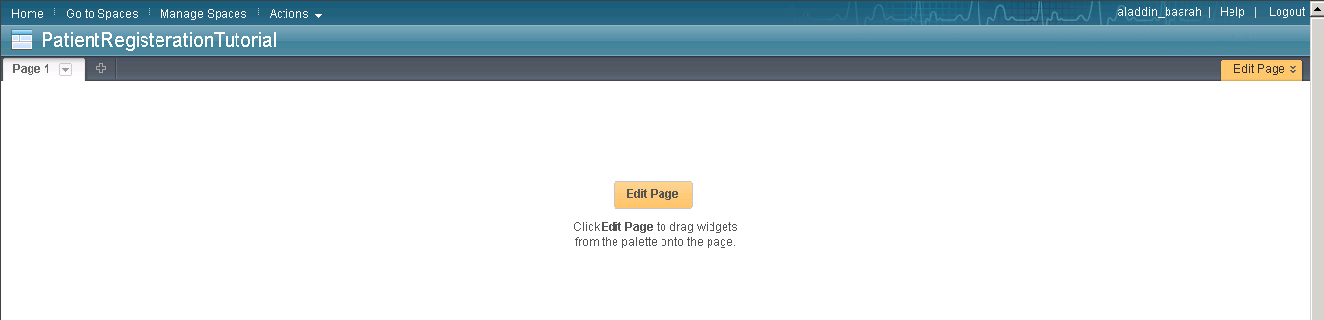 Home Go to Spaces Manage Spaces Actions aladdin_basrah | Help | Logout
PatientRegisterationTutorial
Page 1 Edit Page
Edit Page
Click Edit Page to drag widgets
from the palette onto the page.